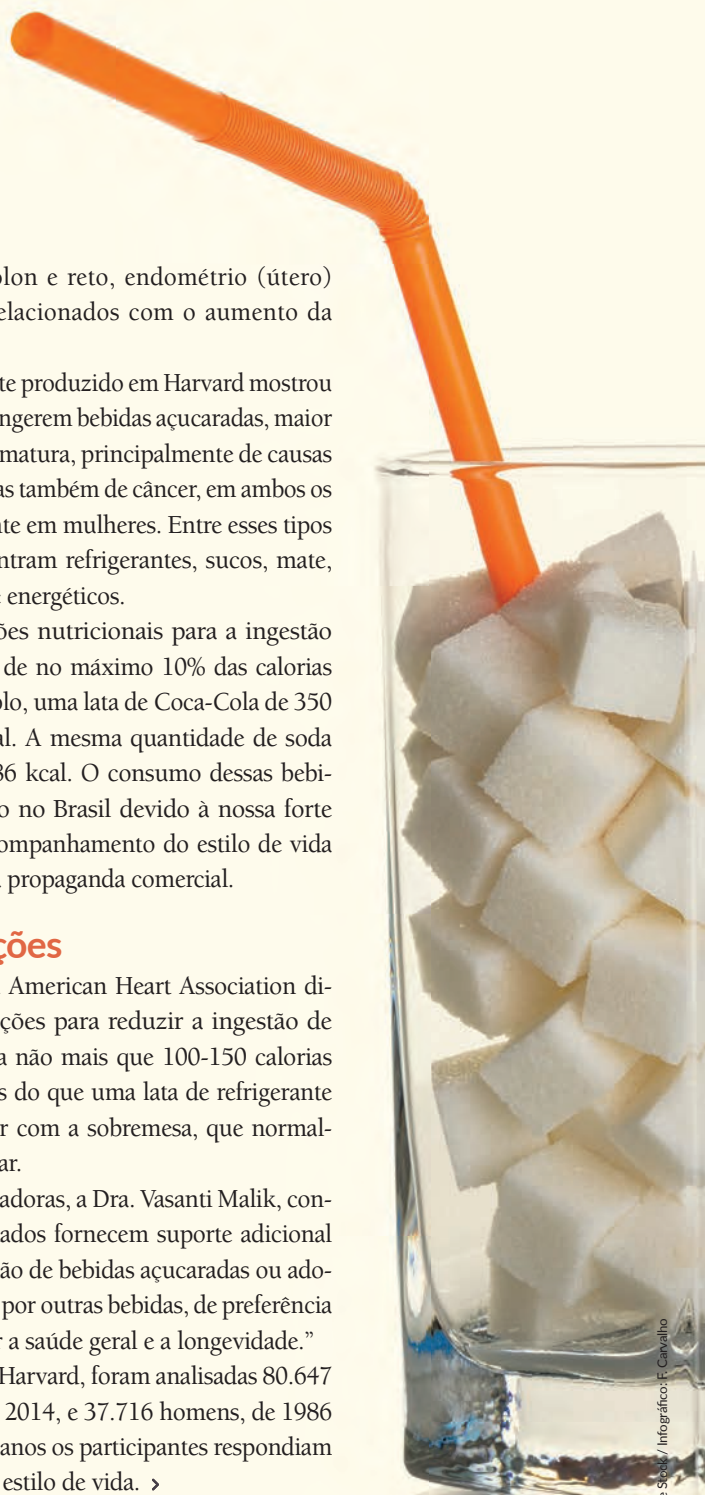 ólon e reto, endométrio (útero)
elacionados com o aumento da
te produzido em Harvard mostrou
ngerem bebidas açucaradas, maior
matura, principalmente de causas
as também de câncer, em ambos os
nte em mulheres. Entre esses tipos
ntram refrigerantes, sucos, mate,
e energéticos.
ões nutricionais para a ingestão
de no máximo 10% das calorias
plo, uma lata de Coca-Cola de 350
al. A mesma quantidade de soda
36 kcal. O consumo dessas bebi-
o no Brasil devido à nossa forte
ompanhamento do estilo de vida
a propaganda comercial.
ções
American Heart Association di-
ções para reduzir a ingestão de
a não mais que 100-150 calorias
s do que uma lata de refrigerante
r com a sobremesa, que normal-
ar.
adoras, a Dra. Vasanti Malik, con-
ados fornecem suporte adicional
ão de bebidas açucaradas ou ado-
por outras bebidas, de preferência
r a saúde geral e a longevidade.”
Harvard, foram analisadas 80.647
2014, e 37.716 homens, de 1986
anos os participantes respondiam
estilo de vida. ›
e Stock / Infográfico: F. Carvalho